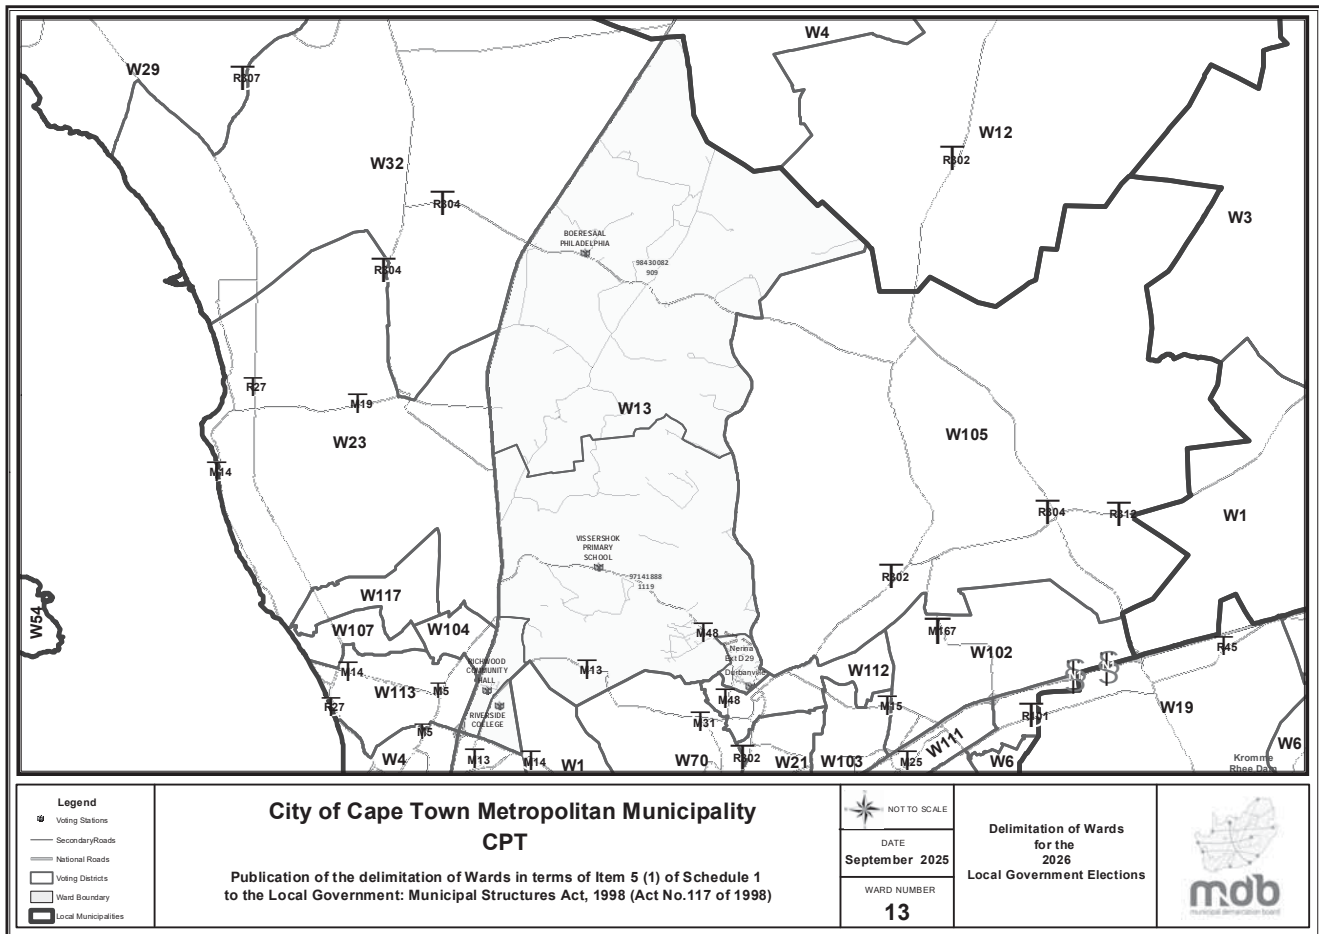 W4
W29
R307
W12
R302
W32
R304
W3
BOERESAAL
PHILADELPHIA
98430082
909
R304
R27
M19
W13
W23
W105
M14
R304
R312
W1
VISSERSHOK
PRIMARY
SCHOOL
97141888
1119
R302
W117
W54
W107
W104
M48
M167
Nerina
Ext D 29
Durbanville
W102
R45
RICHWOOD
COMMUNITY
HALL
M14
M13
W112
N1
W113
M5
M48
M15
R27
RIVERSIDE
COLLEGE
M31
R101
W19
M5
W111
W6
W4
M13
M14
W1
W70
R302
W21
W103
M25
W6
Kromme
Rhee Dam
Legend
Voting Stations
SecondaryRoads
National Roads
Voting Districts
Ward Boundary
Local Municipalities
City of Cape Town Metropolitan Municipality
CPT
Publication of the delimitation of Wards in terms of Item 5 (1) of Schedule 1
to the Local Government: Municipal Structures Act, 1998 (Act No.117 of 1998)
NOT TO SCALE
DATE
September 2025
WARD NUMBER
13
Delimitation of Wards
for the
2026
Local Government Elections
mdb
municipal demarcation board